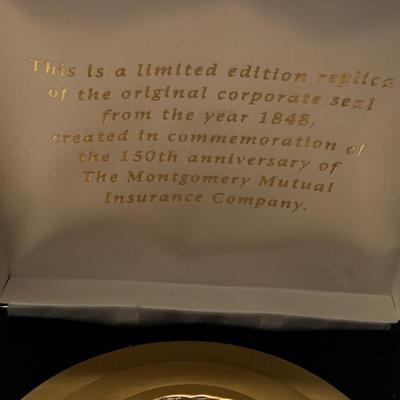 This is a limited edition replica
of the original corporate seal
from the year 1848,
created in commemoration of
the 150th anniversary of
The Montgomery Mutual
Insurance Company.